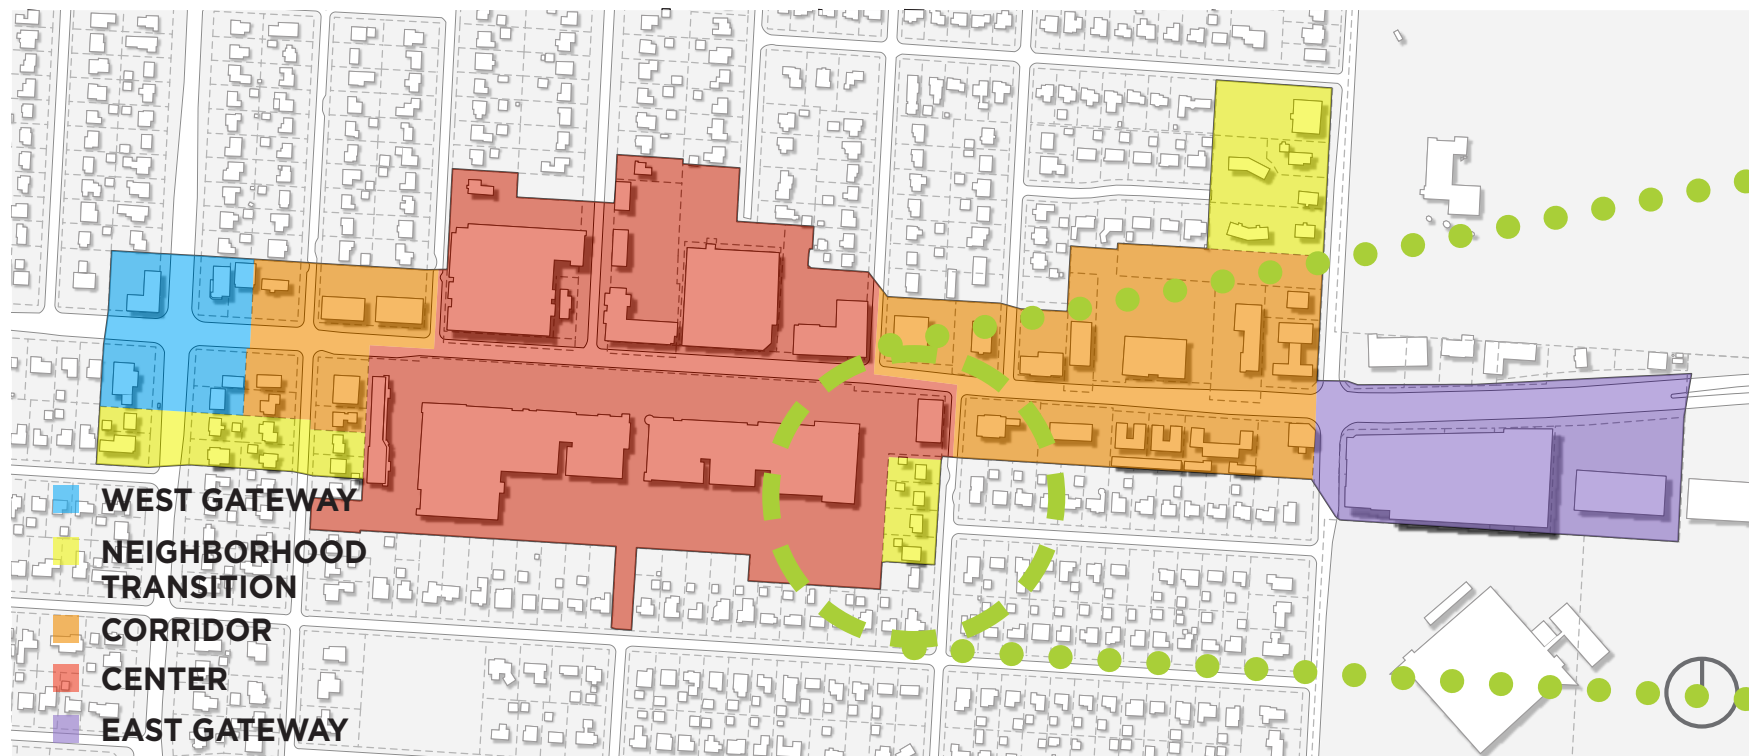 WEST GATEWAY
NEIGHBORHOOD
TRANSITION
CORRIDOR
CENTER
EAST GATEWAY